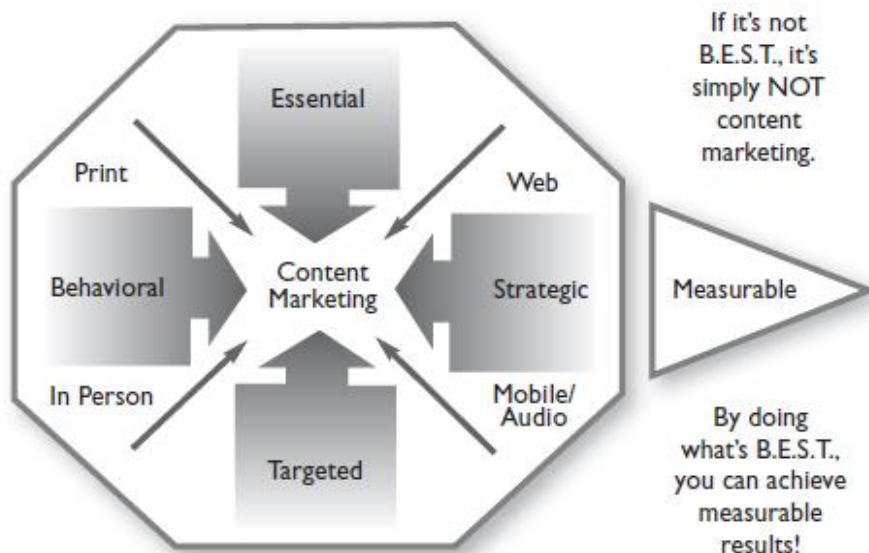 Essential
Print
Web
Behavioral
Content
Marketing
Strategic
In Person
Mobile/
Audio
Targeted
If it's not
B.E.S.T., it's
simply NOT
content
marketing.
Measurable
By doing
what's B.E.S.T.,
you can achieve
measurable
results!